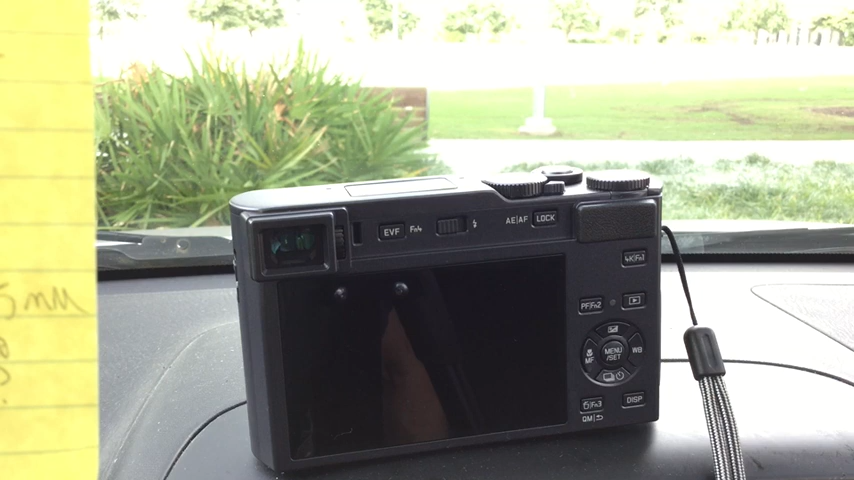 EVF Fn4
AE|AF LOCK
4K|Fn1
PF|Fn2
MENU
/SET
MF
WB
Fn3
DISP
QM